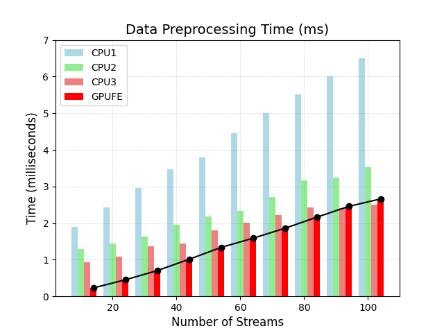 Data Preprocessing Time (ms)
7
6
5
4
3
2
1
0
Time (milliseconds)
CPU1
CPU2
CPU3
GPUFE
20 40 60 80 100
Number of Streams